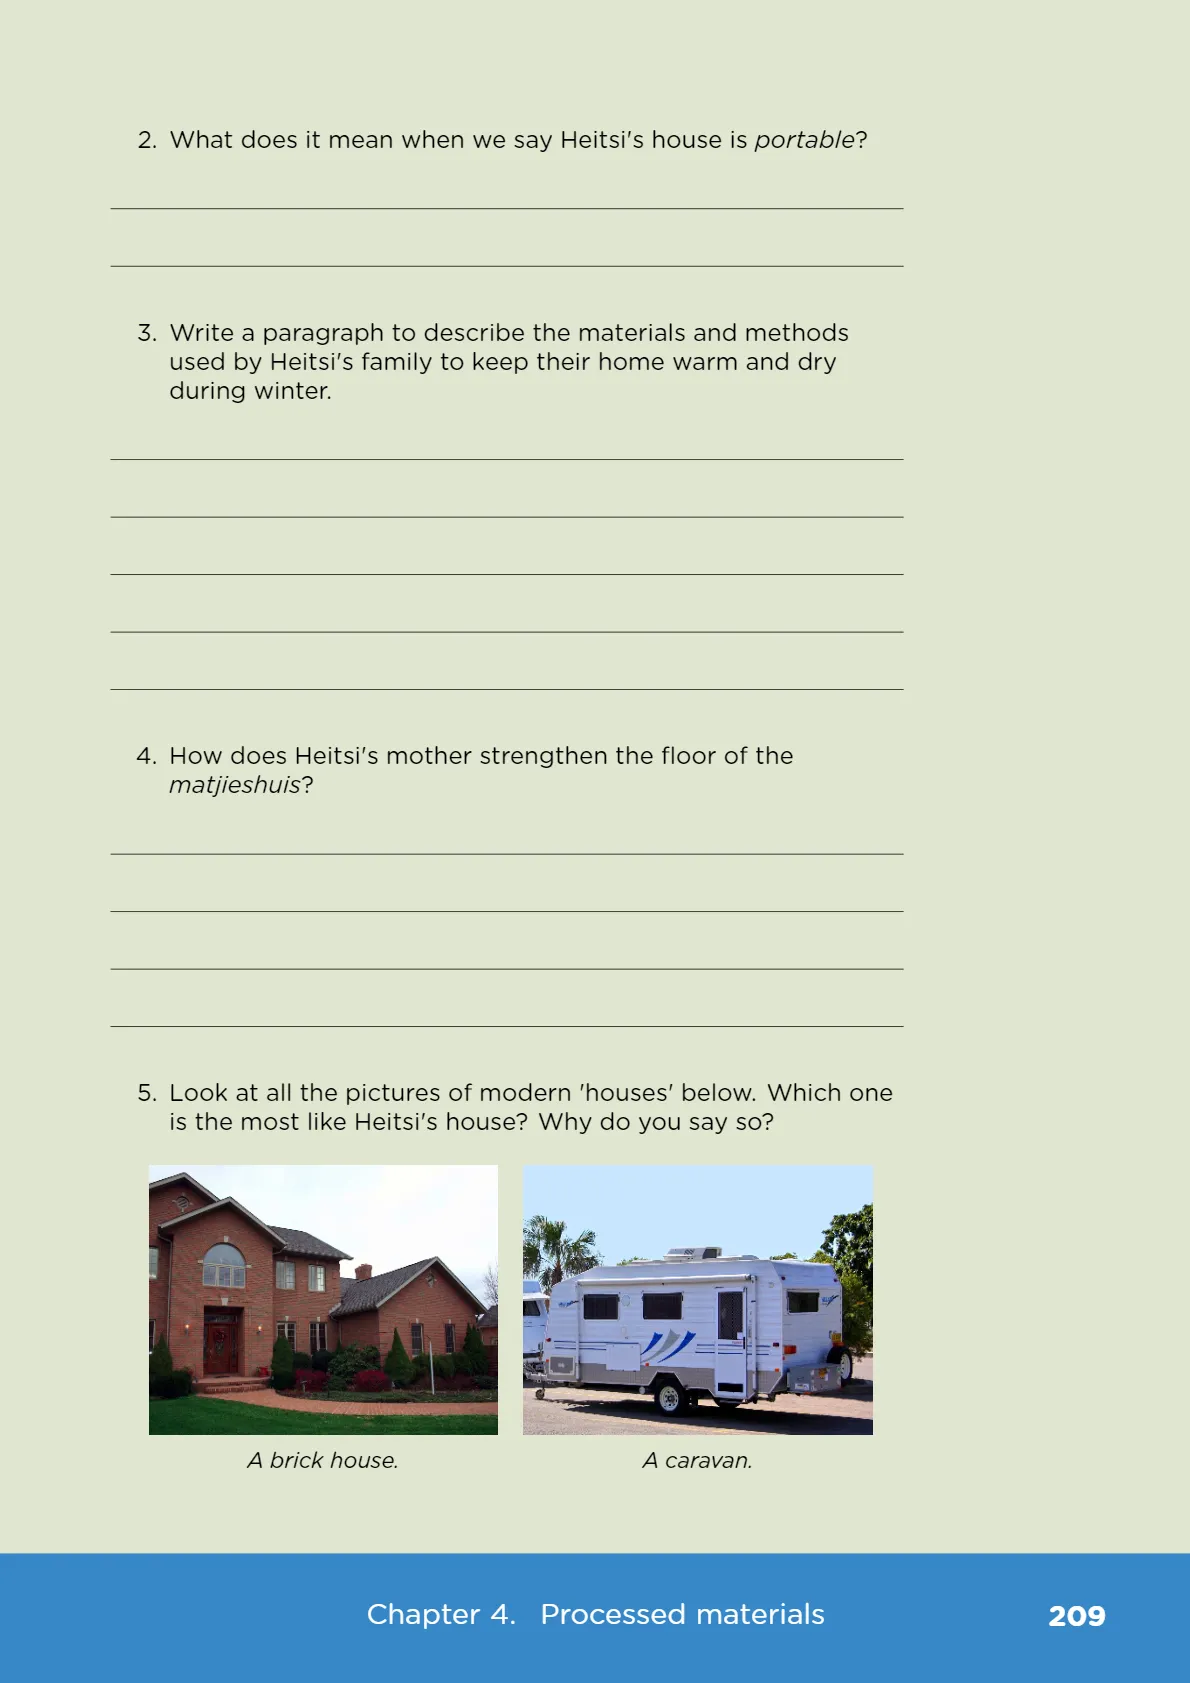 2. What does it mean when we say Heitsi's house is portable?
3. Write a paragraph to describe the materials and methods
used by Heitsi's family to keep their home warm and dry
during winter.
4. How does Heitsi's mother strengthen the floor of the
matjieshuis?
5. Look at all the pictures of modern 'houses' below. Which one
is the most like Heitsi's house? Why do you say so?
A brick house.
A caravan.
Chapter 4. Processed materials
209